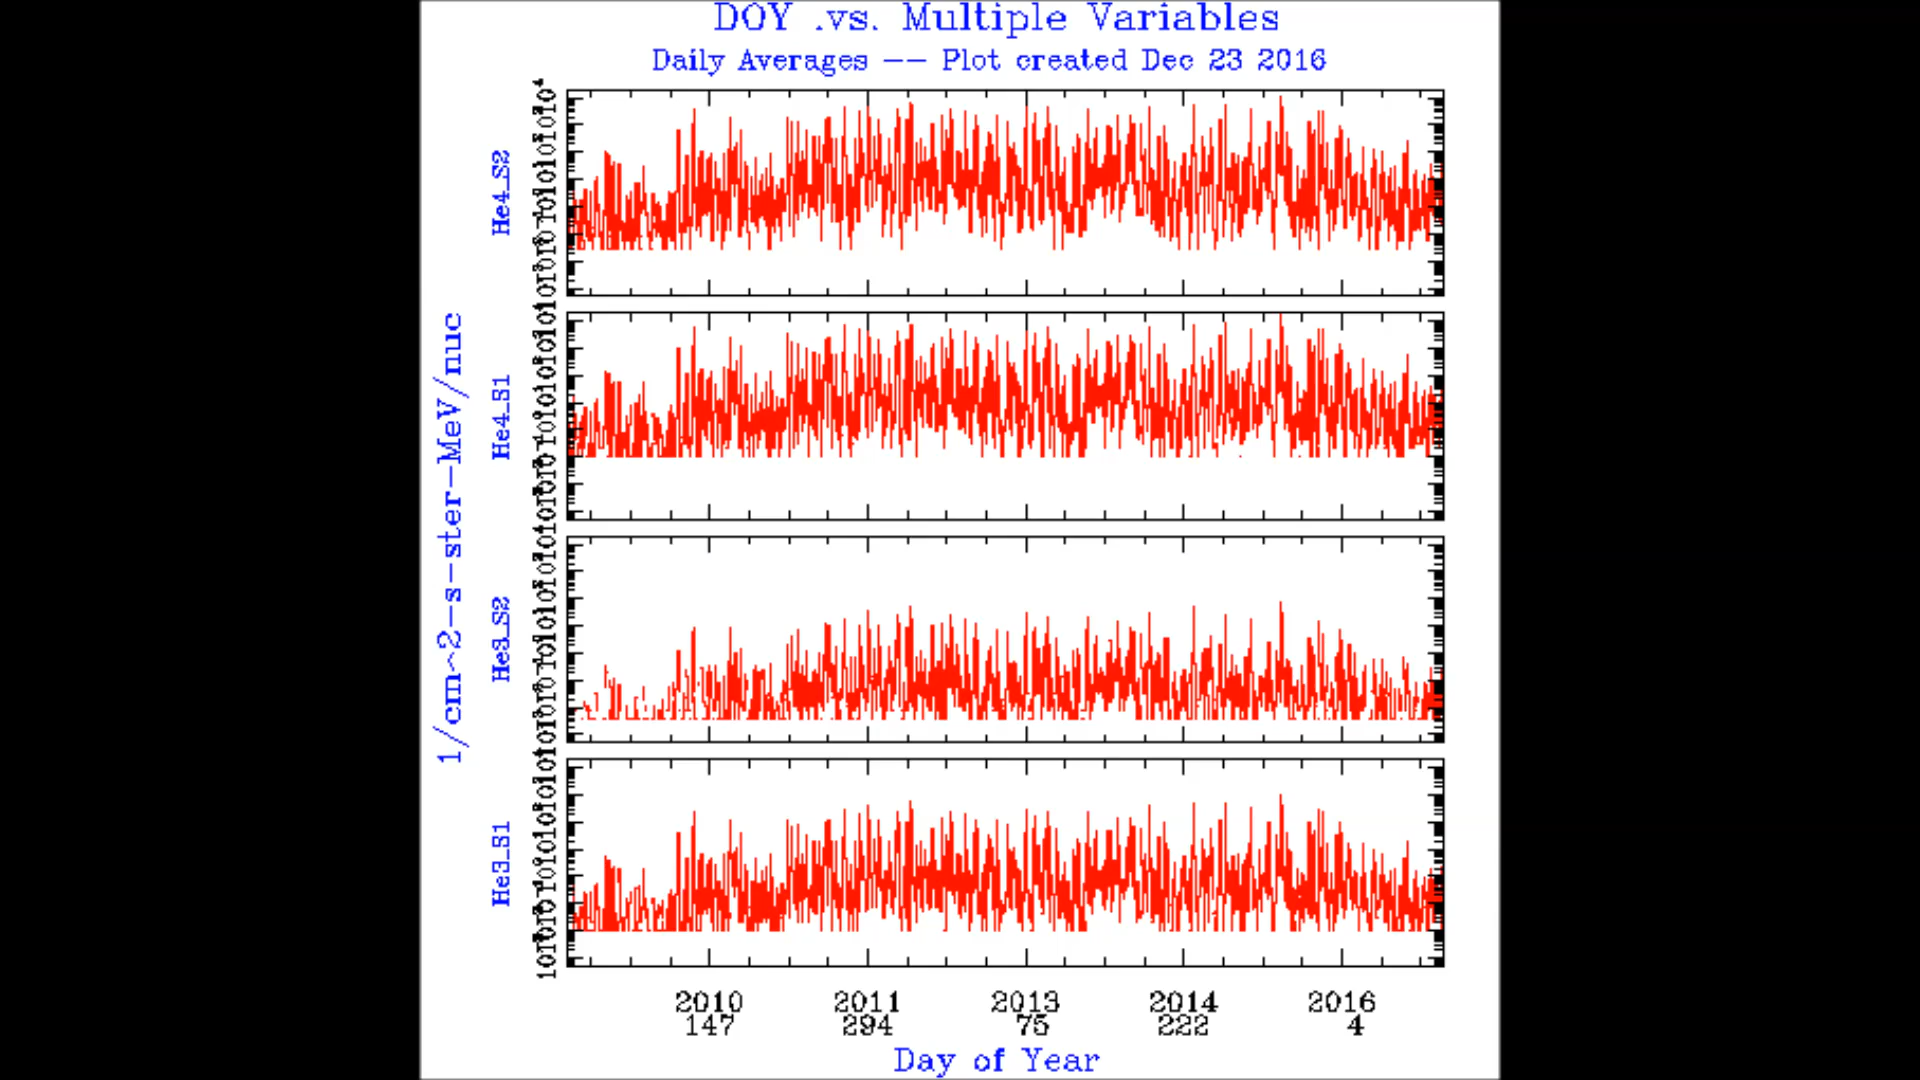 DOY .vs. Multiple Variables
Daily Averages -- Plot created Dec 23 2016
1/cm^2-s-ster-MeV/nuc
He4_S2
He4_S1
He3_S2
He3_S1
2010 2011 2013 2014 2016
147 294 75 222 4
Day of Year